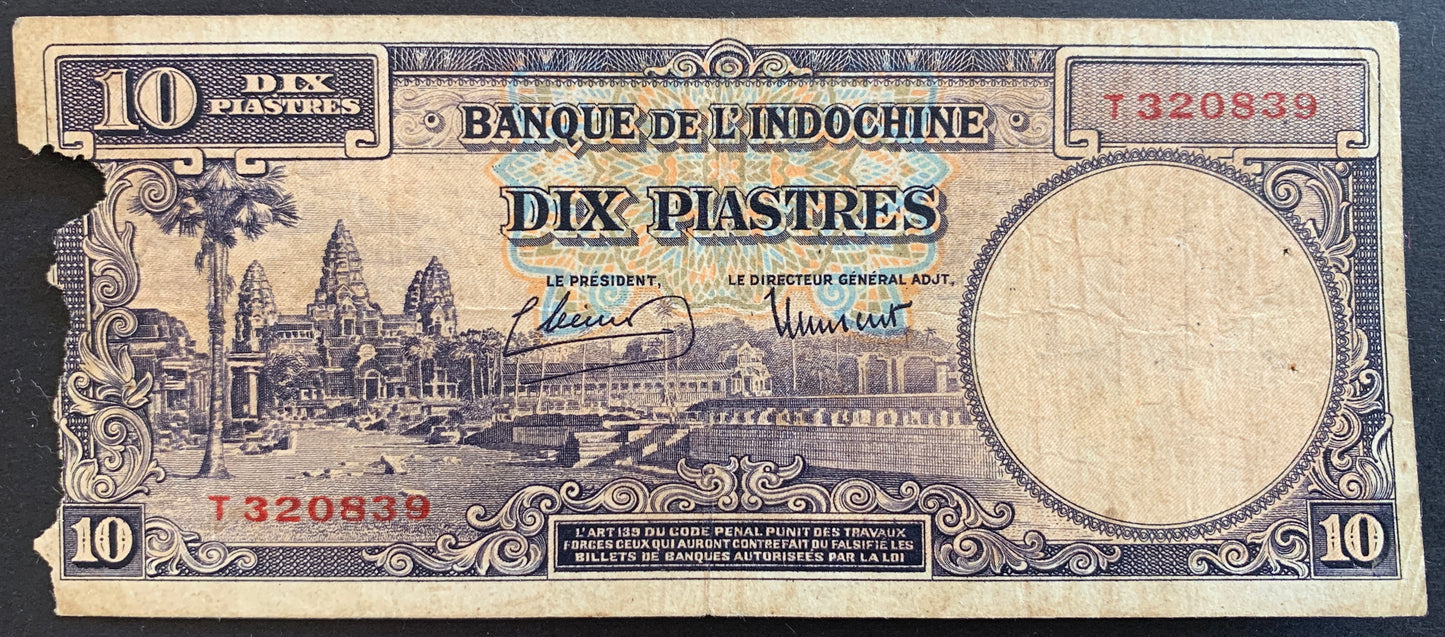 10 DIX
PIASTRES
T320839
BANQUE DE L'INDOCHINE
DIX PIASTRES
LE PRÉSIDENT,
LE DIRECTEUR GÉNÉRAL ADJT,
T320839
10
L'ART 139 DU CODE PENAL PUNIT DES TRAVAUX
FORCES CEUX QUI AURONT CONTREFAIT OU FALSIFIE LES
BILLETS DE BANQUES AUTORISEES PAR LA LOI
10